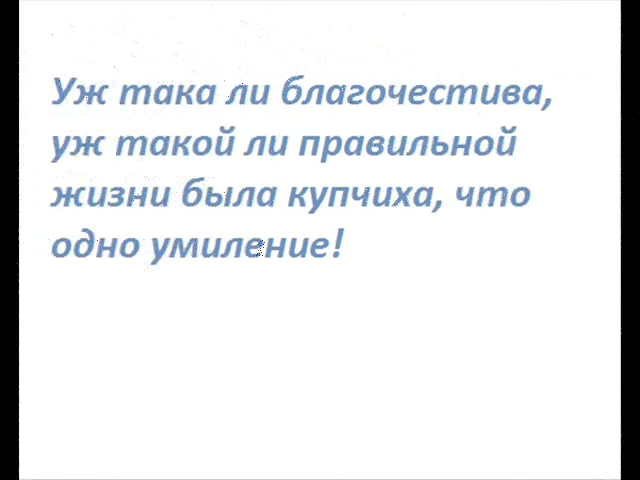 Уж така ли благочестива,
уж такой ли правильной
жизни была купчиха, что
одно умиление!